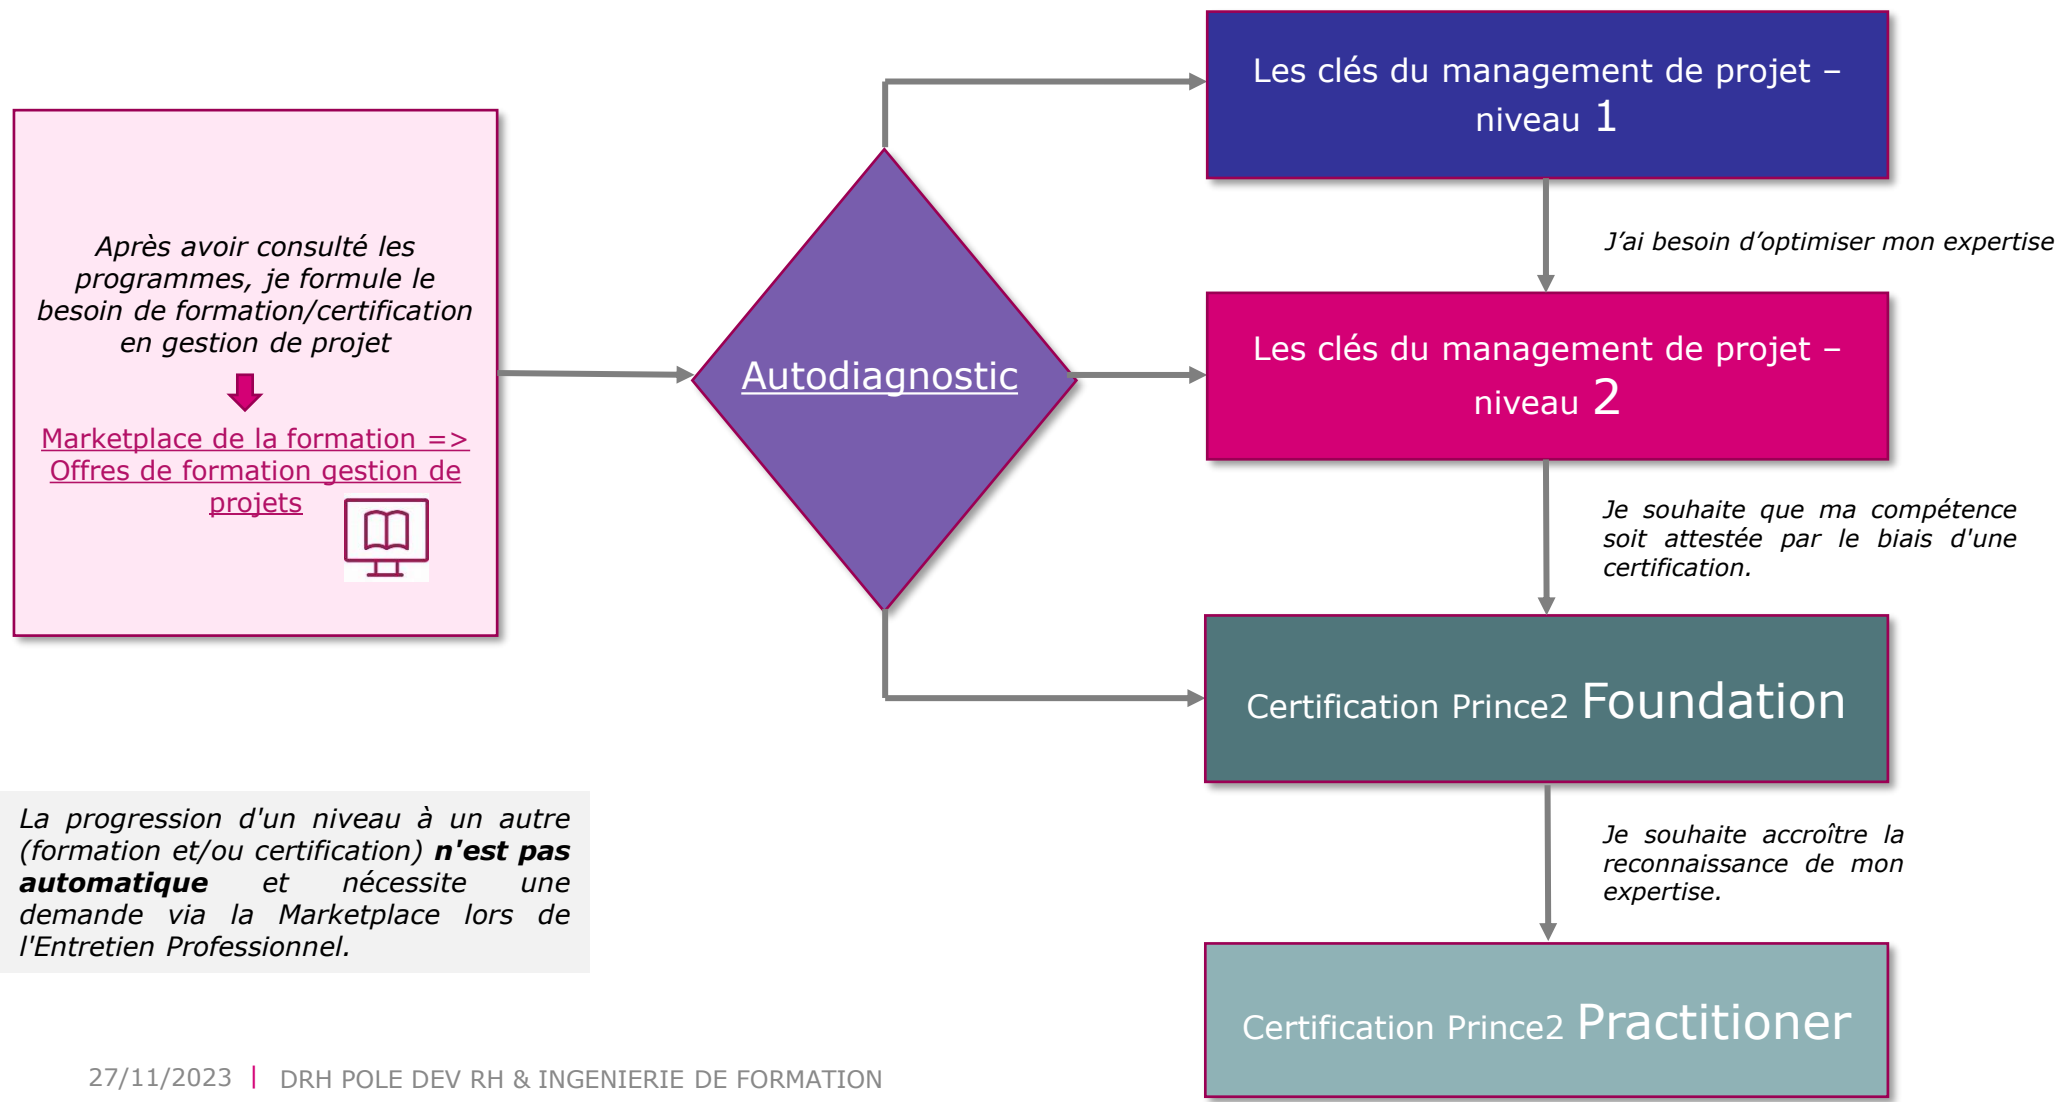 Les clés du management de projet –
niveau 1
Après avoir consulté les
programmes, je formule le
besoin de formation/certification
en gestion de projet
Marketplace de la formation =>
Offres de formation gestion de
projets
Autodiagnostic
J’ai besoin d’optimiser mon expertise
Les clés du management de projet –
niveau 2
Je souhaite que ma compétence
soit attestée par le biais d'une
certification.
Certification Prince2 Foundation
Je souhaite accroître la
reconnaissance de mon
expertise.
Certification Prince2 Practitioner
La progression d'un niveau à un autre
(formation et/ou certification) n'est pas
automatique et nécessite une
demande via la Marketplace lors de
l'Entretien Professionnel.
27/11/2023 | DRH POLE DEV RH & INGENIERIE DE FORMATION